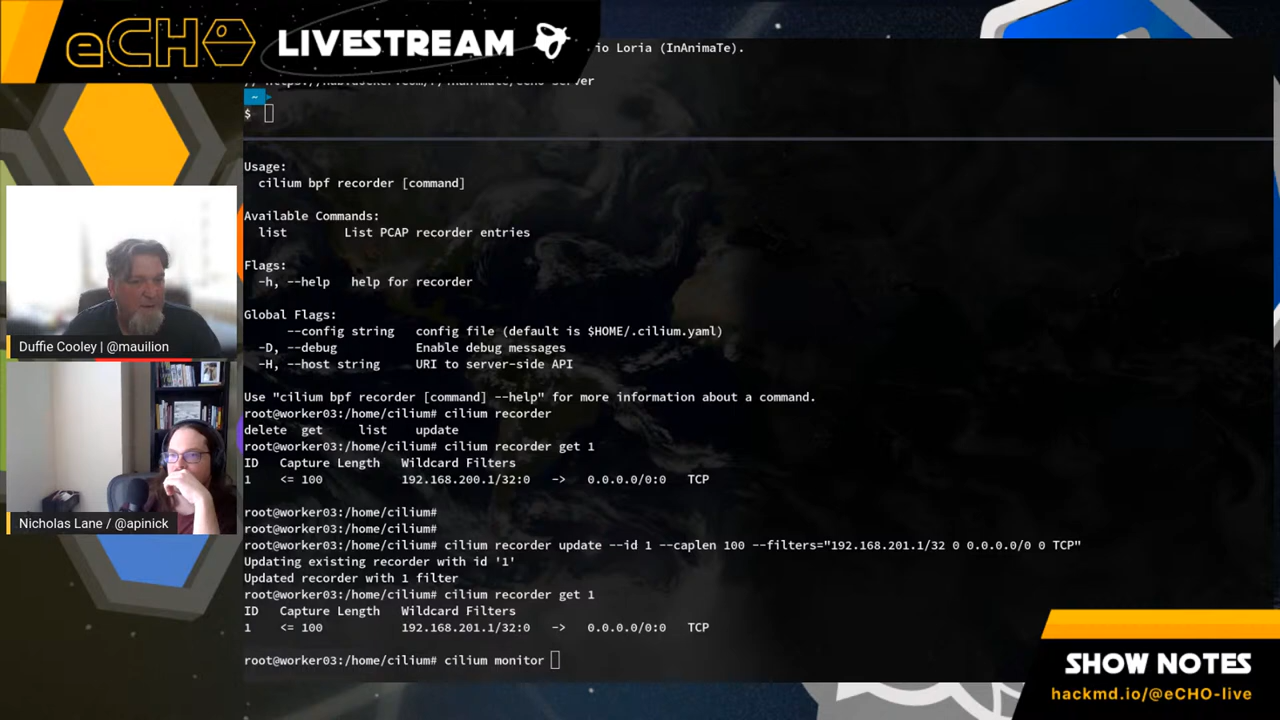 eCHO LIVESTREAM
io Loria (InAnimaTe).
~
$
Usage:
cilium bpf recorder [command]
Available Commands:
list List PCAP recorder entries
Flags:
-h, --help help for recorder
Global Flags:
--config string config file (default is $HOME/.cilium.yaml)
-D, --debug Enable debug messages
-H, --host string URI to server-side API
Use "cilium bpf recorder [command] --help" for more information about a command.
root@worker03:/home/cilium# cilium recorder
delete get list update
root@worker03:/home/cilium# cilium recorder get 1
ID Capture Length Wildcard Filters
1 <= 100 192.168.200.1/32:0 -> 0.0.0.0/0:0 TCP
root@worker03:/home/cilium#
root@worker03:/home/cilium#
root@worker03:/home/cilium# cilium recorder update --id 1 --caplen 100 --filters="192.168.201.1/32 0 0.0.0.0/0 0 TCP"
Updating existing recorder with id '1'
Updated recorder with 1 filter
root@worker03:/home/cilium# cilium recorder get 1
ID Capture Length Wildcard Filters
1 <= 100 192.168.201.1/32:0 -> 0.0.0.0/0:0 TCP
root@worker03:/home/cilium# cilium monitor
Duffie Cooley | @mauilion
Nicholas Lane / @apinick
SHOW NOTES
hackmd.io/@eCHO-live